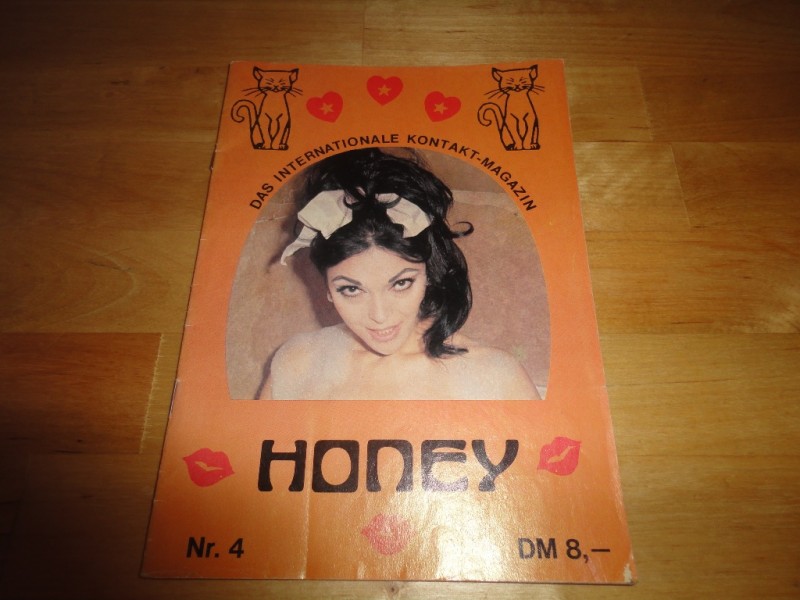 DAS INTERNATIONALE KONTAKT-MAGAZIN
HONEY
Nr. 4
DM 8,—